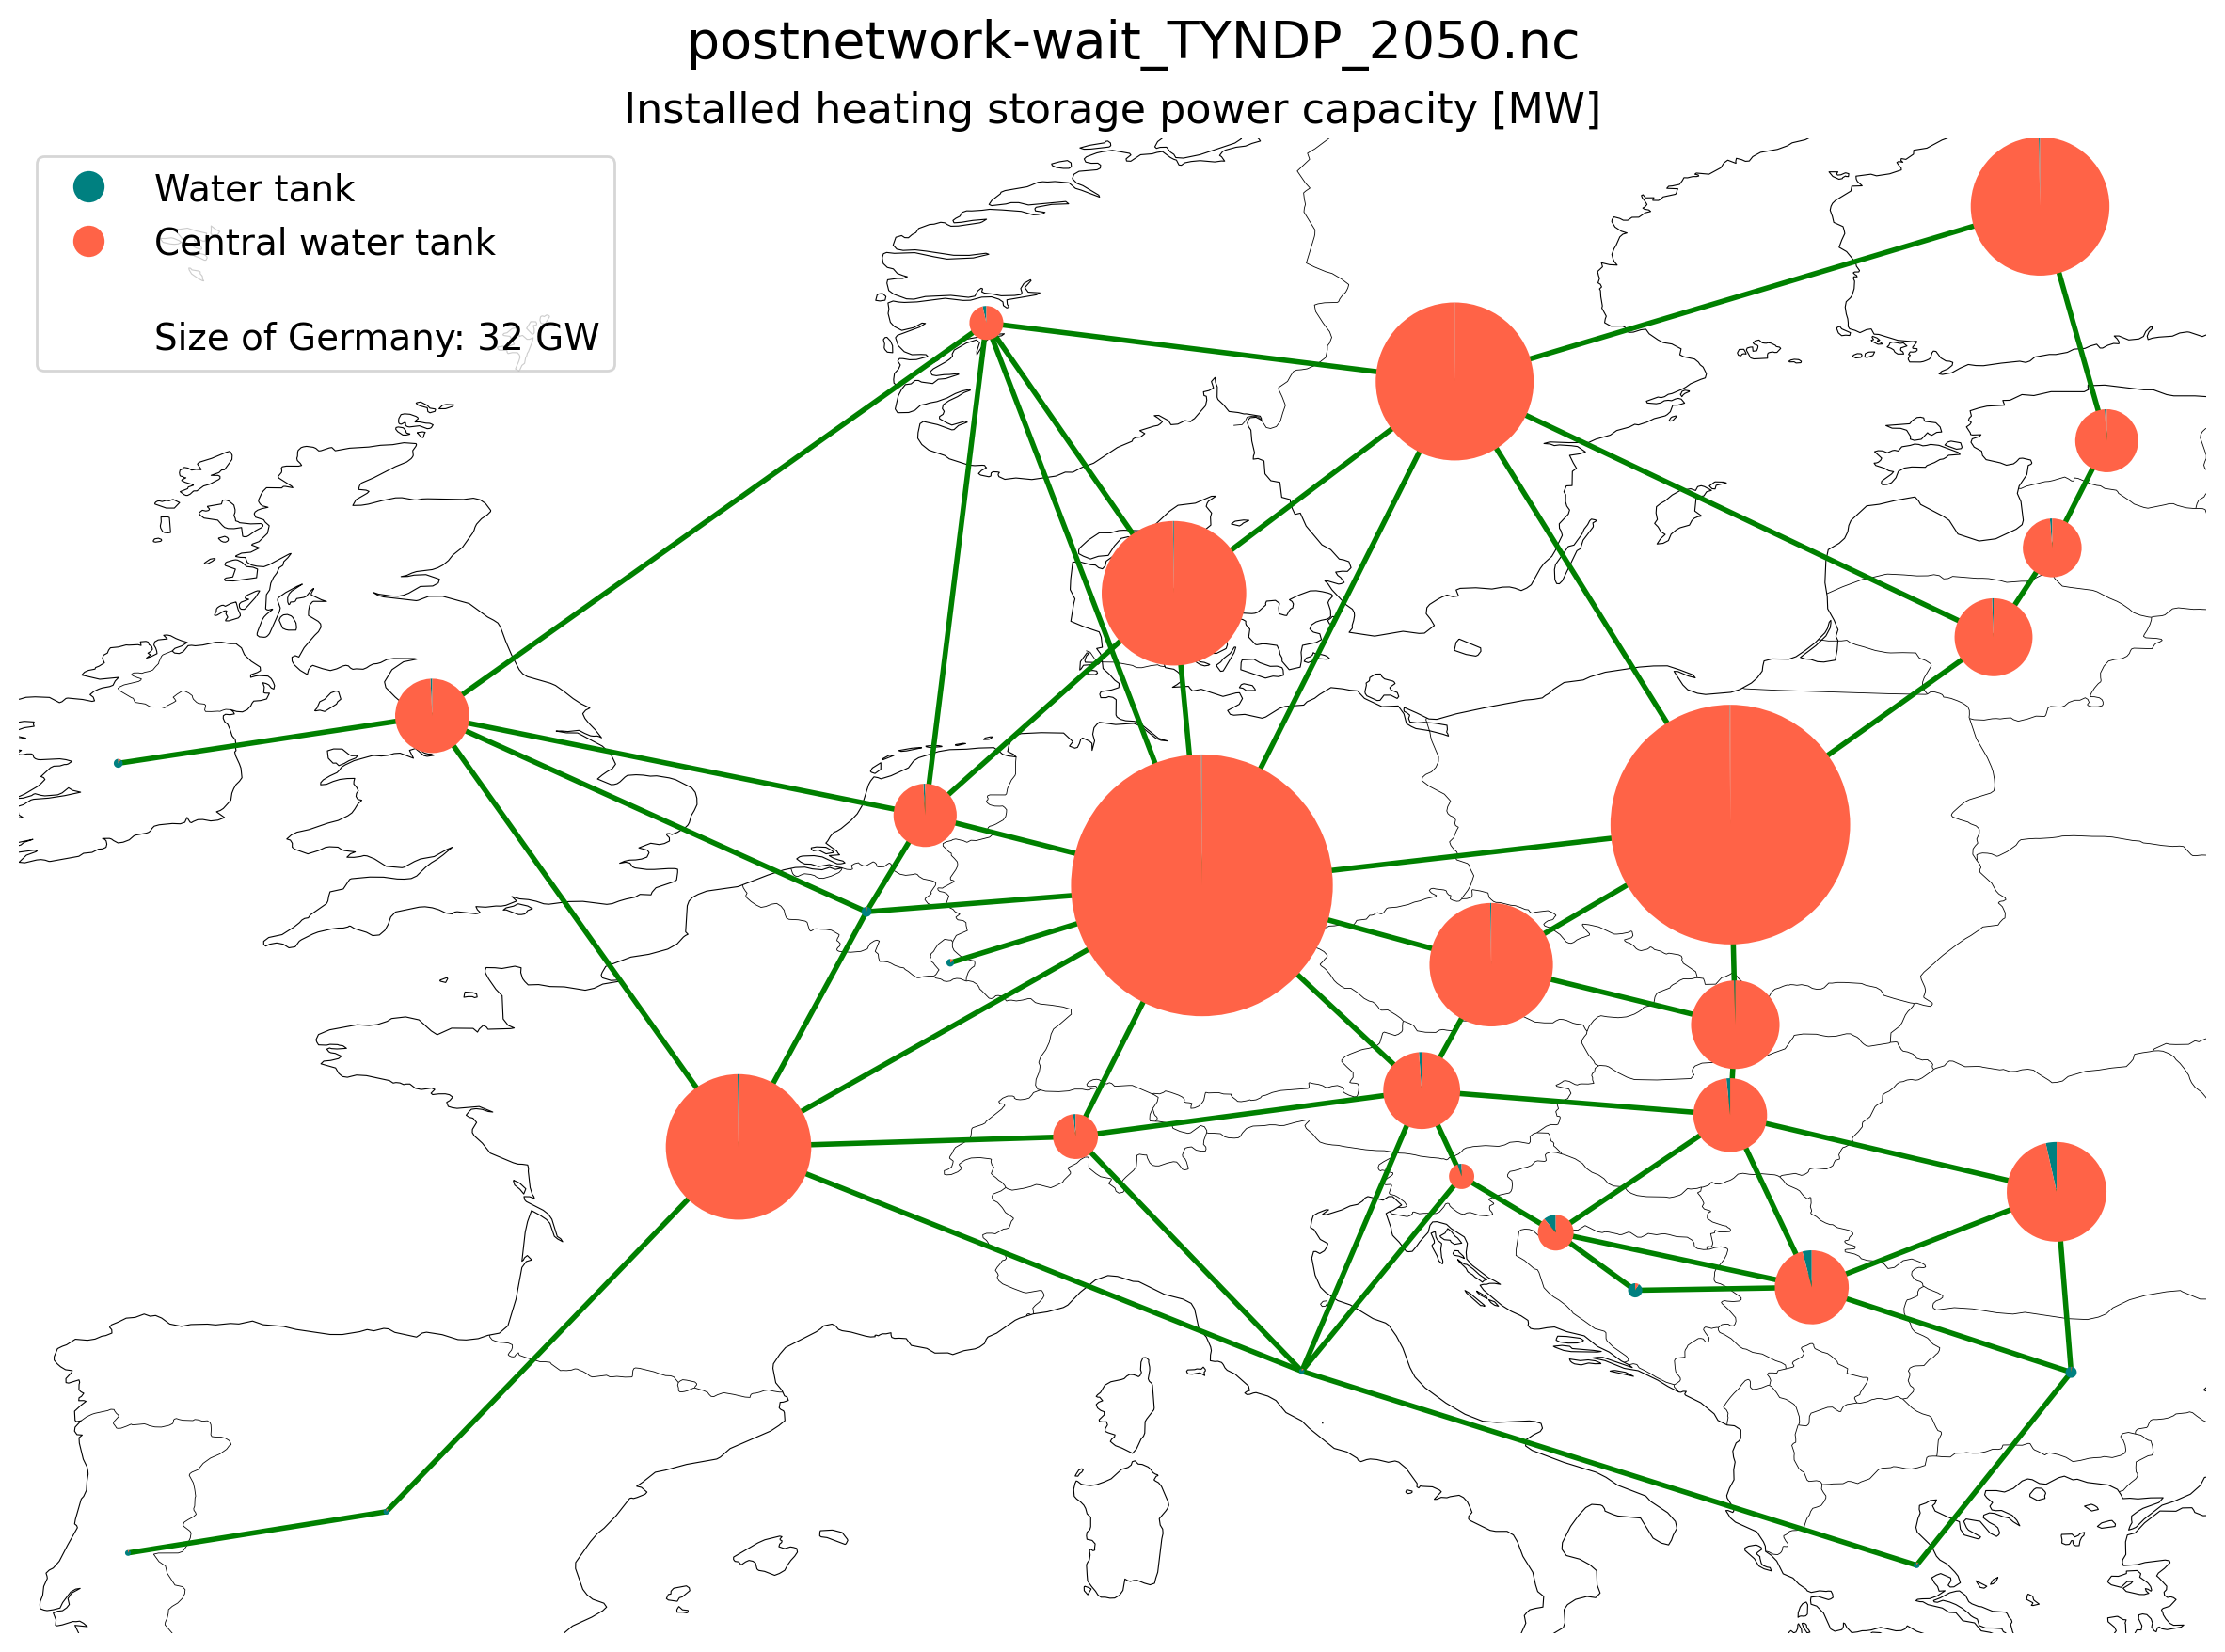 postnetwork-wait_TYNDP_2050.nc
Installed heating storage power capacity [MW]
Water tank
Central water tank
Size of Germany: 32 GW